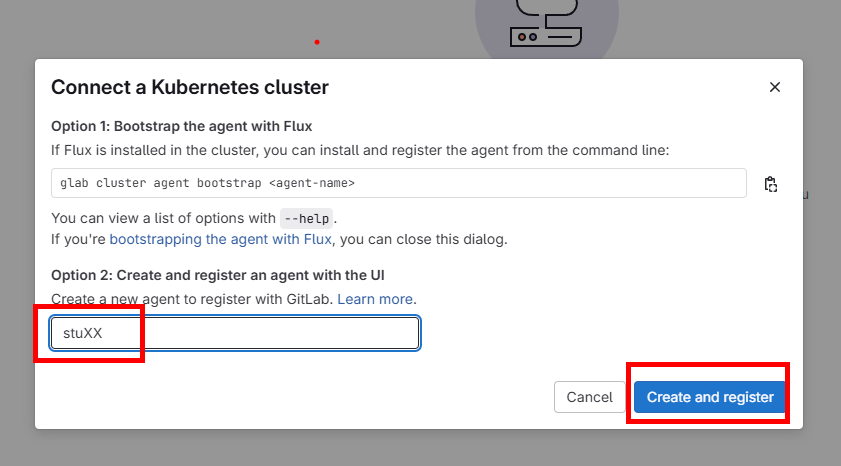 Connect a Kubernetes cluster
Option 1: Bootstrap the agent with Flux
If Flux is installed in the cluster, you can install and register the agent from the command line:
glab cluster agent bootstrap <agent-name>
You can view a list of options with --help.
If you're bootstrapping the agent with Flux, you can close this dialog.
Option 2: Create and register an agent with the UI
Create a new agent to register with GitLab. Learn more.
stuXX
Cancel
Create and register